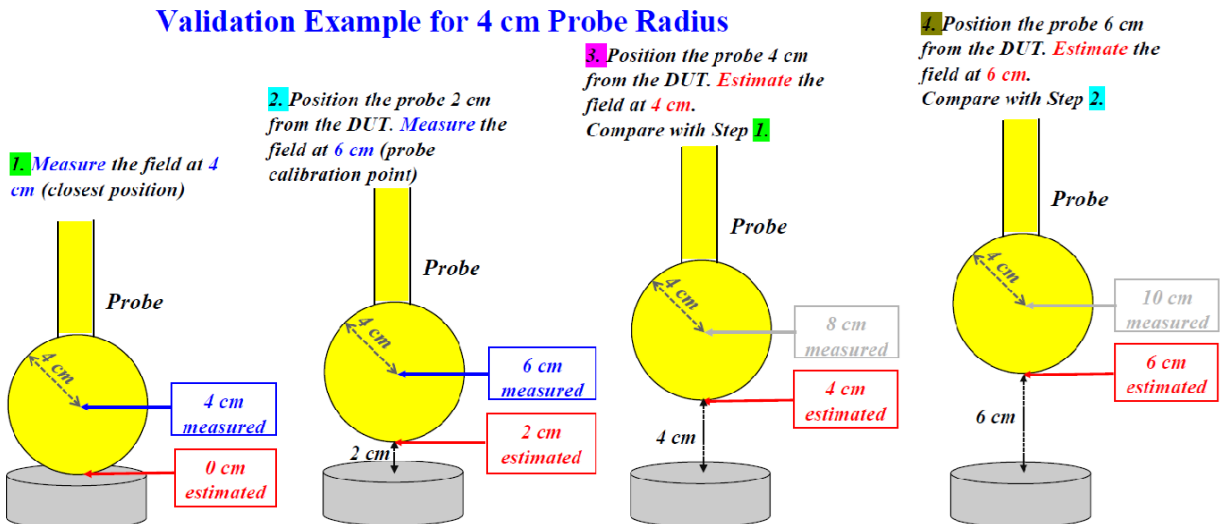 Validation Example for 4 cm Probe Radius
1. Measure the field at 4
cm (closest position)
Probe
4 cm
4 cm
measured
0 cm
estimated
2. Position the probe 2 cm
from the DUT. Measure the
field at 6 cm (probe
calibration point)
Probe
4 cm
6 cm
measured
2 cm
2 cm
estimated
3. Position the probe 4 cm
from the DUT. Estimate the
field at 4 cm.
Compare with Step 1.
Probe
4 cm
8 cm
measured
4 cm
estimated
4 cm
4. Position the probe 6 cm
from the DUT. Estimate the
field at 6 cm.
Compare with Step 2.
Probe
4 cm
10 cm
measured
6 cm
estimated
6 cm